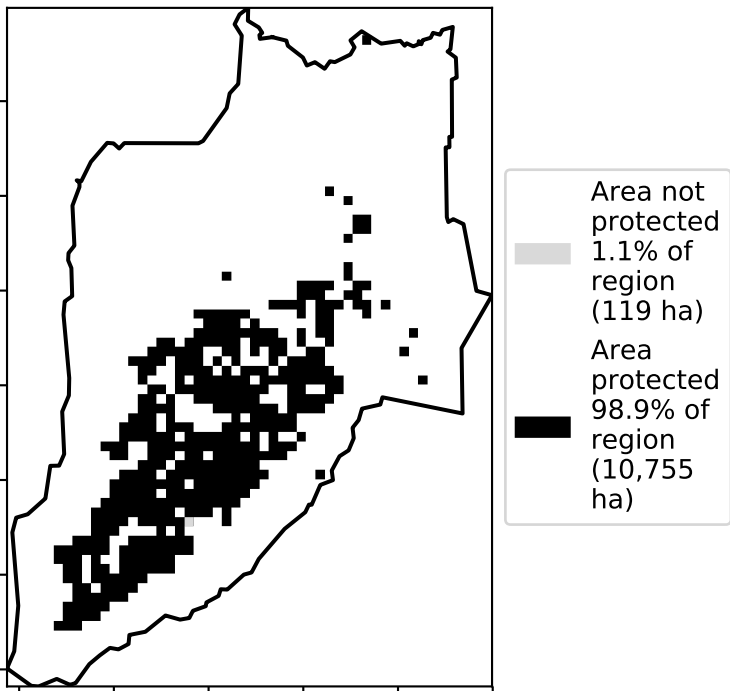 Area not
protected
1.1% of
region
(119 ha)
Area
protected
98.9% of
region
(10,755
ha)